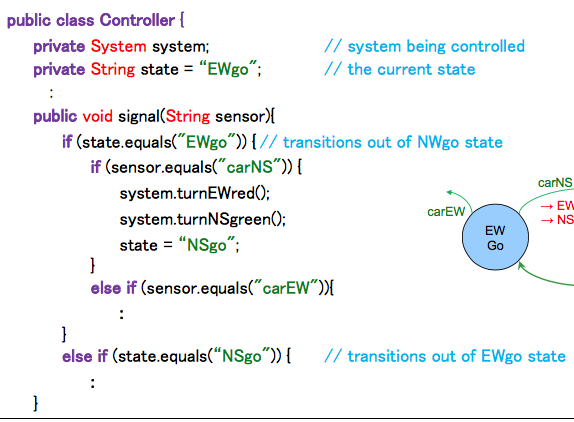 public class Controller {
private System system; // system being controlled
private String state = “EWgo”; // the current state
:
public void signal(String sensor){
if (state.equals("EWgo")) { // transitions out of NWgo state
if (sensor.equals("carNS")) {
system.turnEWred();
system.turnNSgreen();
state = “NSgo”;
}
else if (sensor.equals("carEW")){
:
}
else if (state.equals(“NSgo”)) { // transitions out of EWgo state
:
}
carNS
→ EW
→ NS
carEW
EW
Go